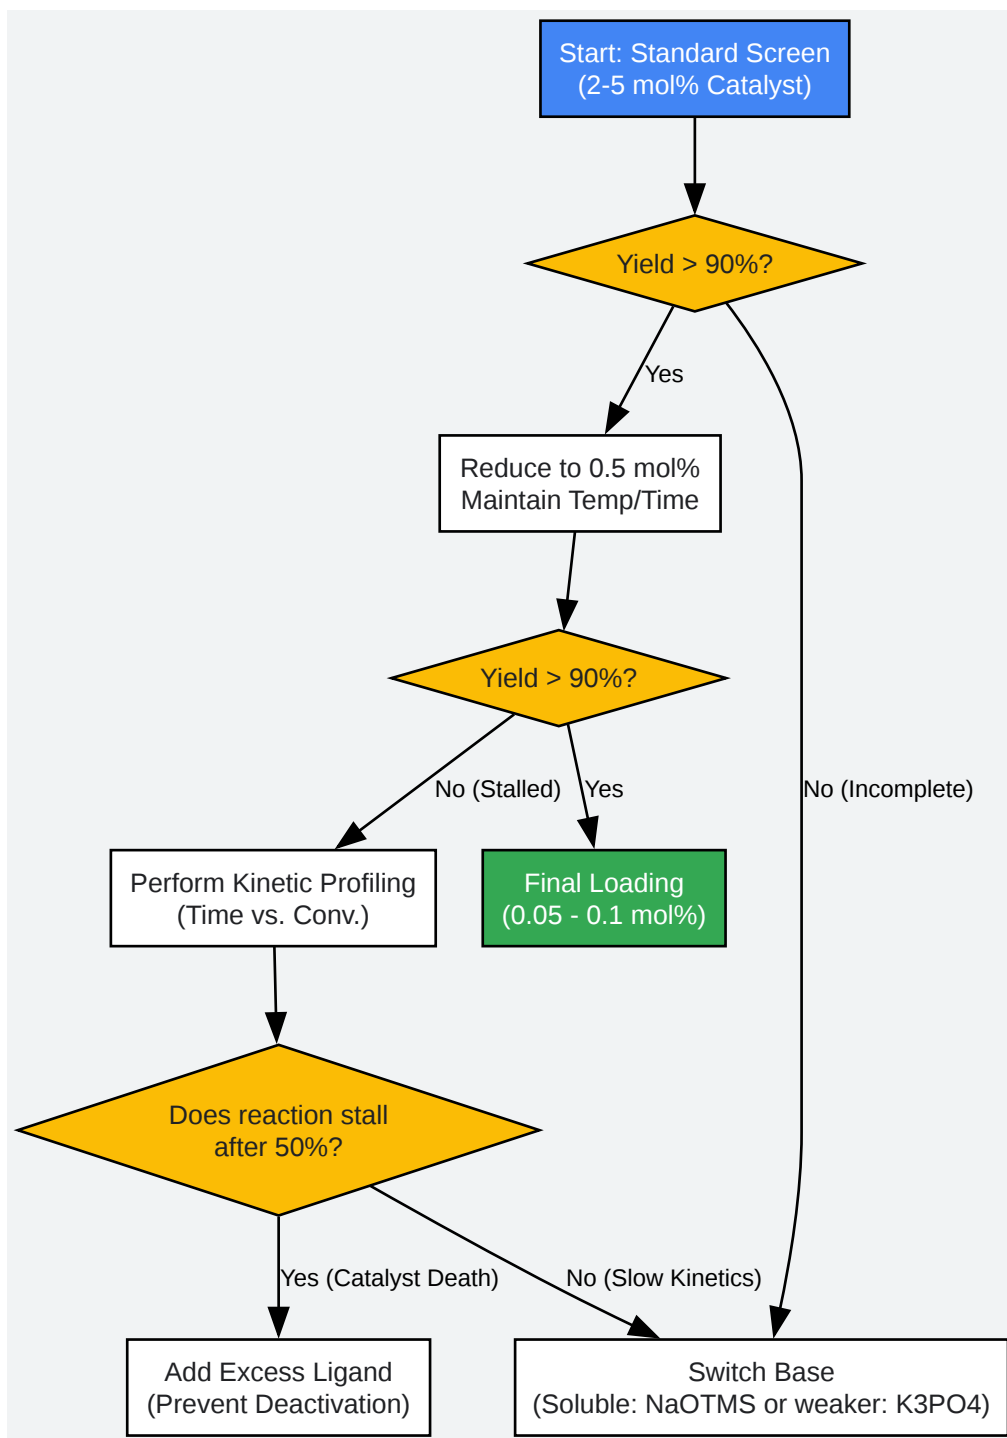 Start: Standard Screen
(2-5 mol% Catalyst)
Yield > 90%?
Yes
Reduce to 0.5 mol%
Maintain Temp/Time
Yield > 90%?
No (Stalled)
Yes
No (Incomplete)
Perform Kinetic Profiling
(Time vs. Conv.)
Final Loading
(0.05 - 0.1 mol%)
Does reaction stall
after 50%?
Yes (Catalyst Death)
No (Slow Kinetics)
Add Excess Ligand
(Prevent Deactivation)
Switch Base
(Soluble: NaOTMS or weaker: K3PO4)